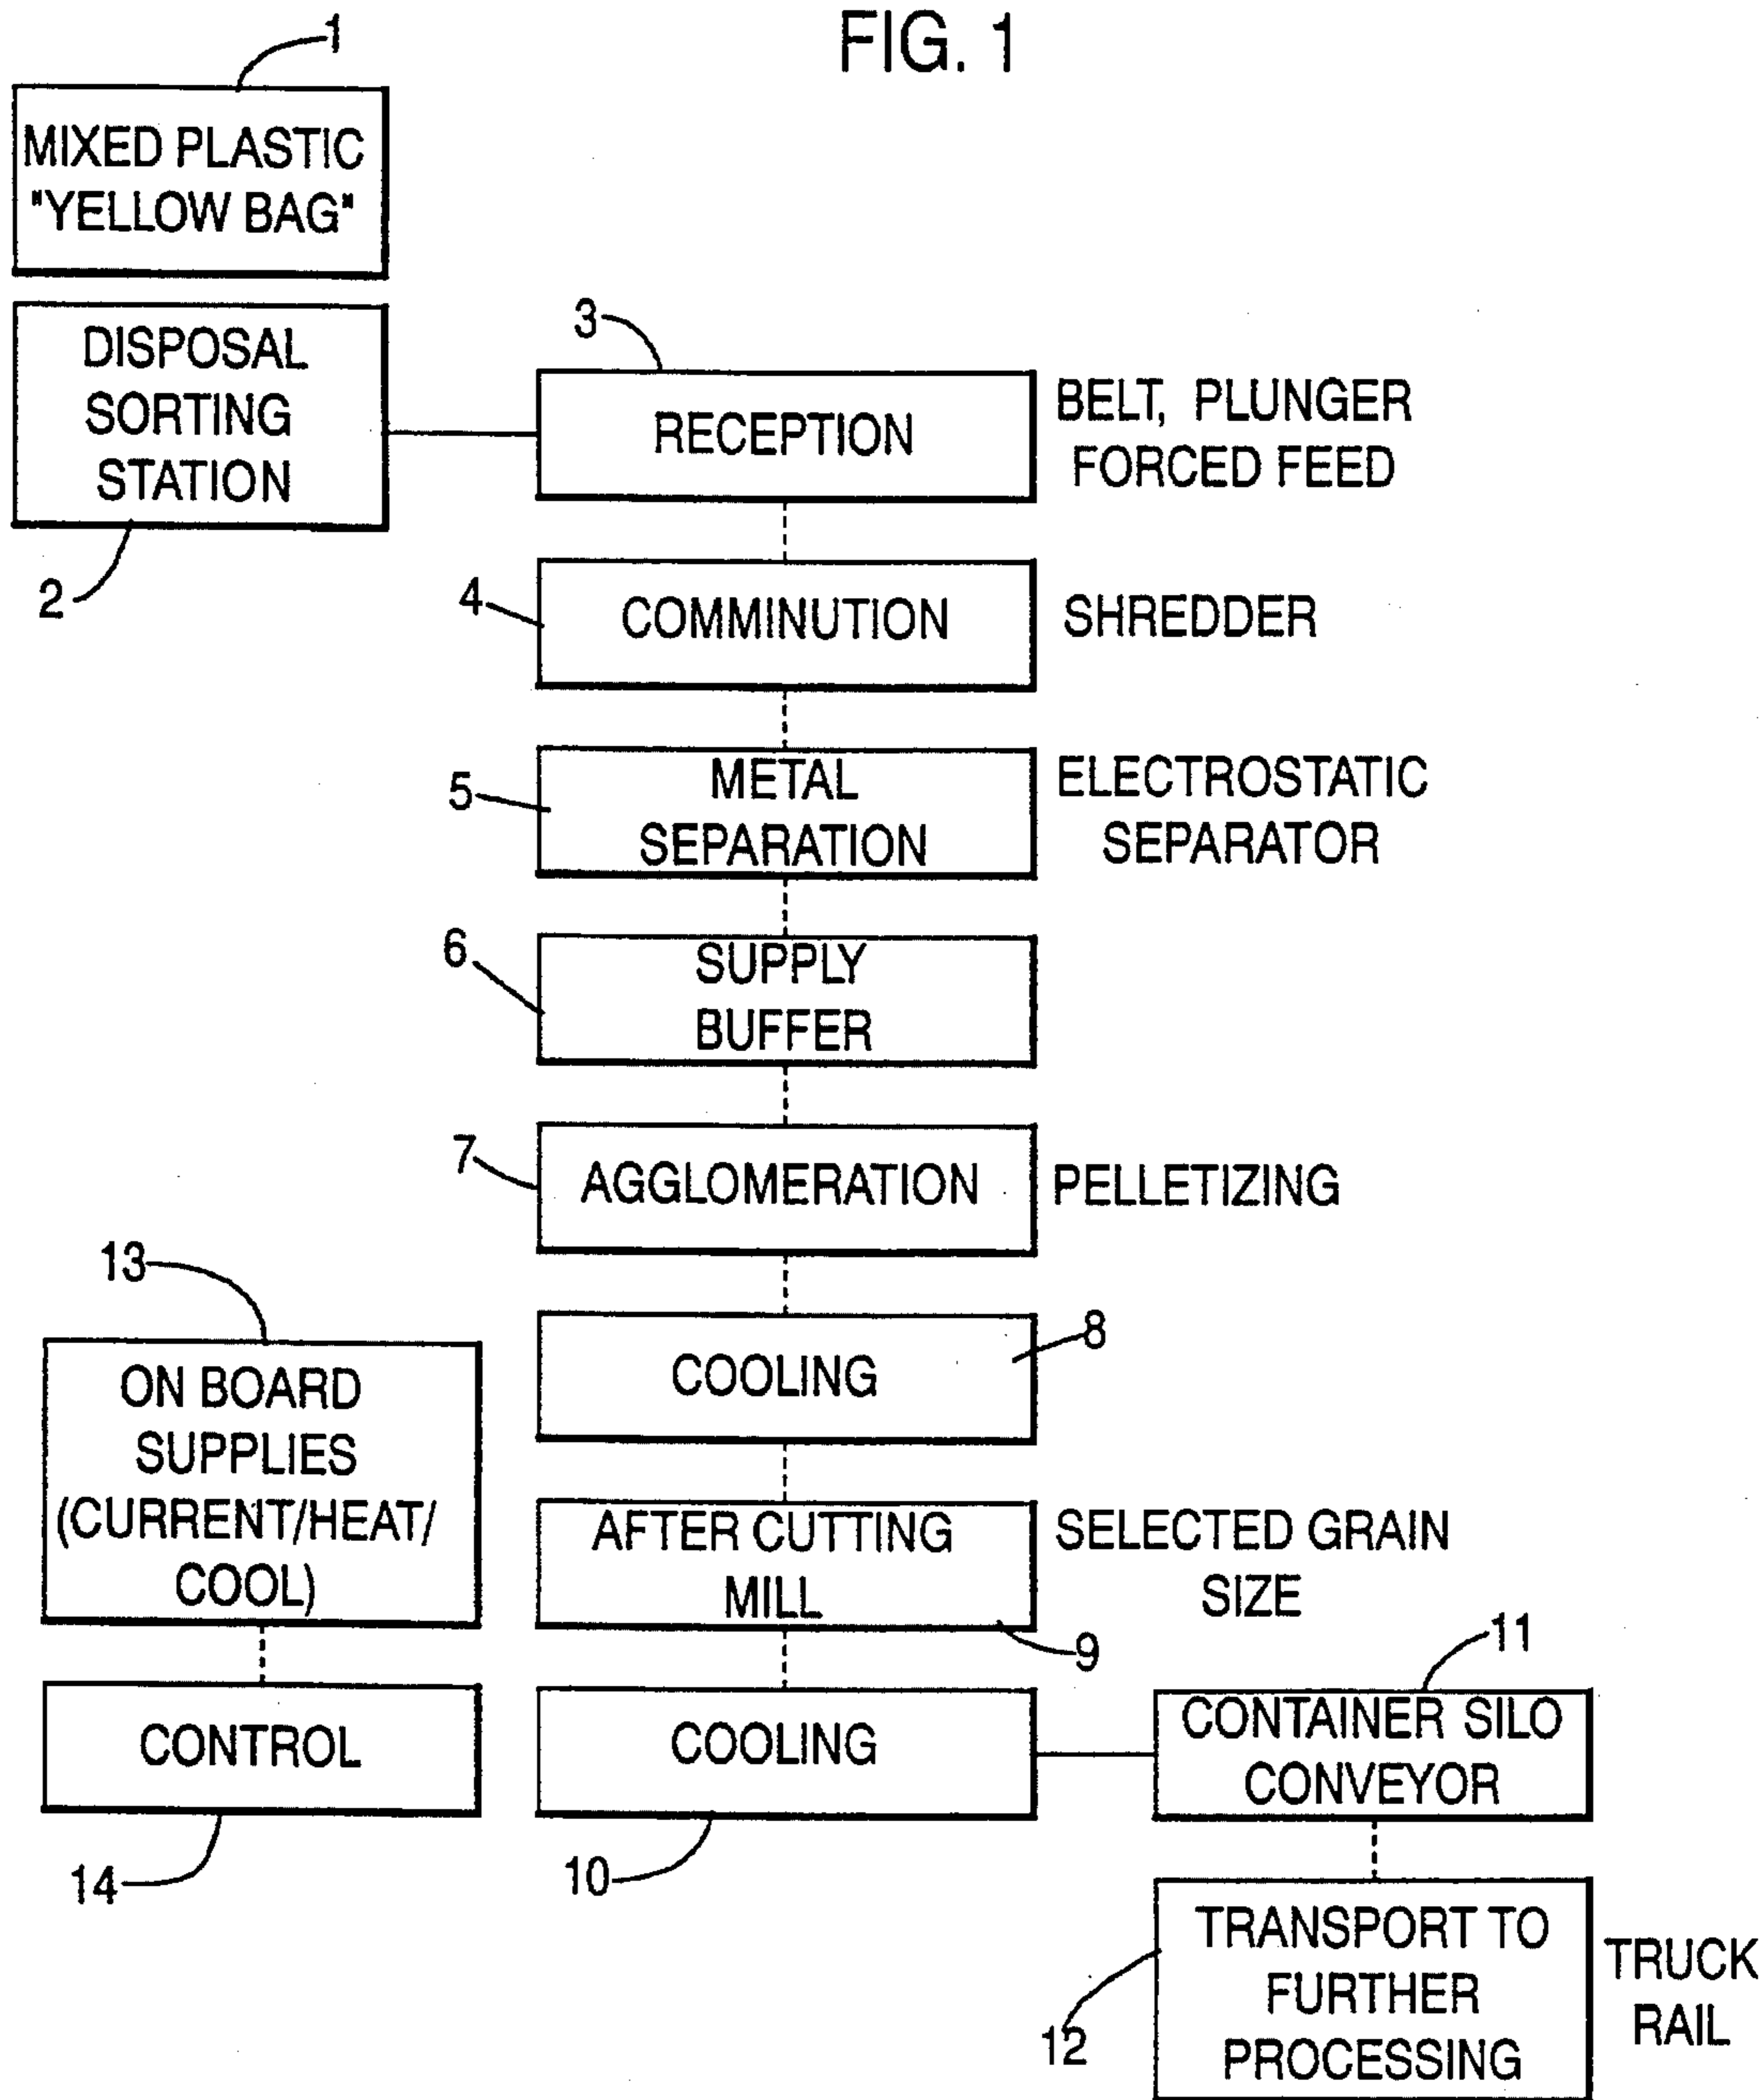 FIG. 1
1
MIXED PLASTIC
"YELLOW BAG"
DISPOSAL
SORTING
STATION
2
3
RECEPTION
BELT, PLUNGER
FORCED FEED
4
COMMINUTION
SHREDDER
5
METAL
SEPARATION
ELECTROSTATIC
SEPARATOR
6
SUPPLY
BUFFER
7
AGGLOMERATION
PELLETIZING
8
COOLING
13
ON BOARD
SUPPLIES
(CURRENT/HEAT/
COOL)
AFTER CUTTING
MILL
9
SELECTED GRAIN
SIZE
CONTROL
14
COOLING
10
11
CONTAINER SILO
CONVEYOR
12
TRANSPORT TO
FURTHER
PROCESSING
TRUCK
RAIL